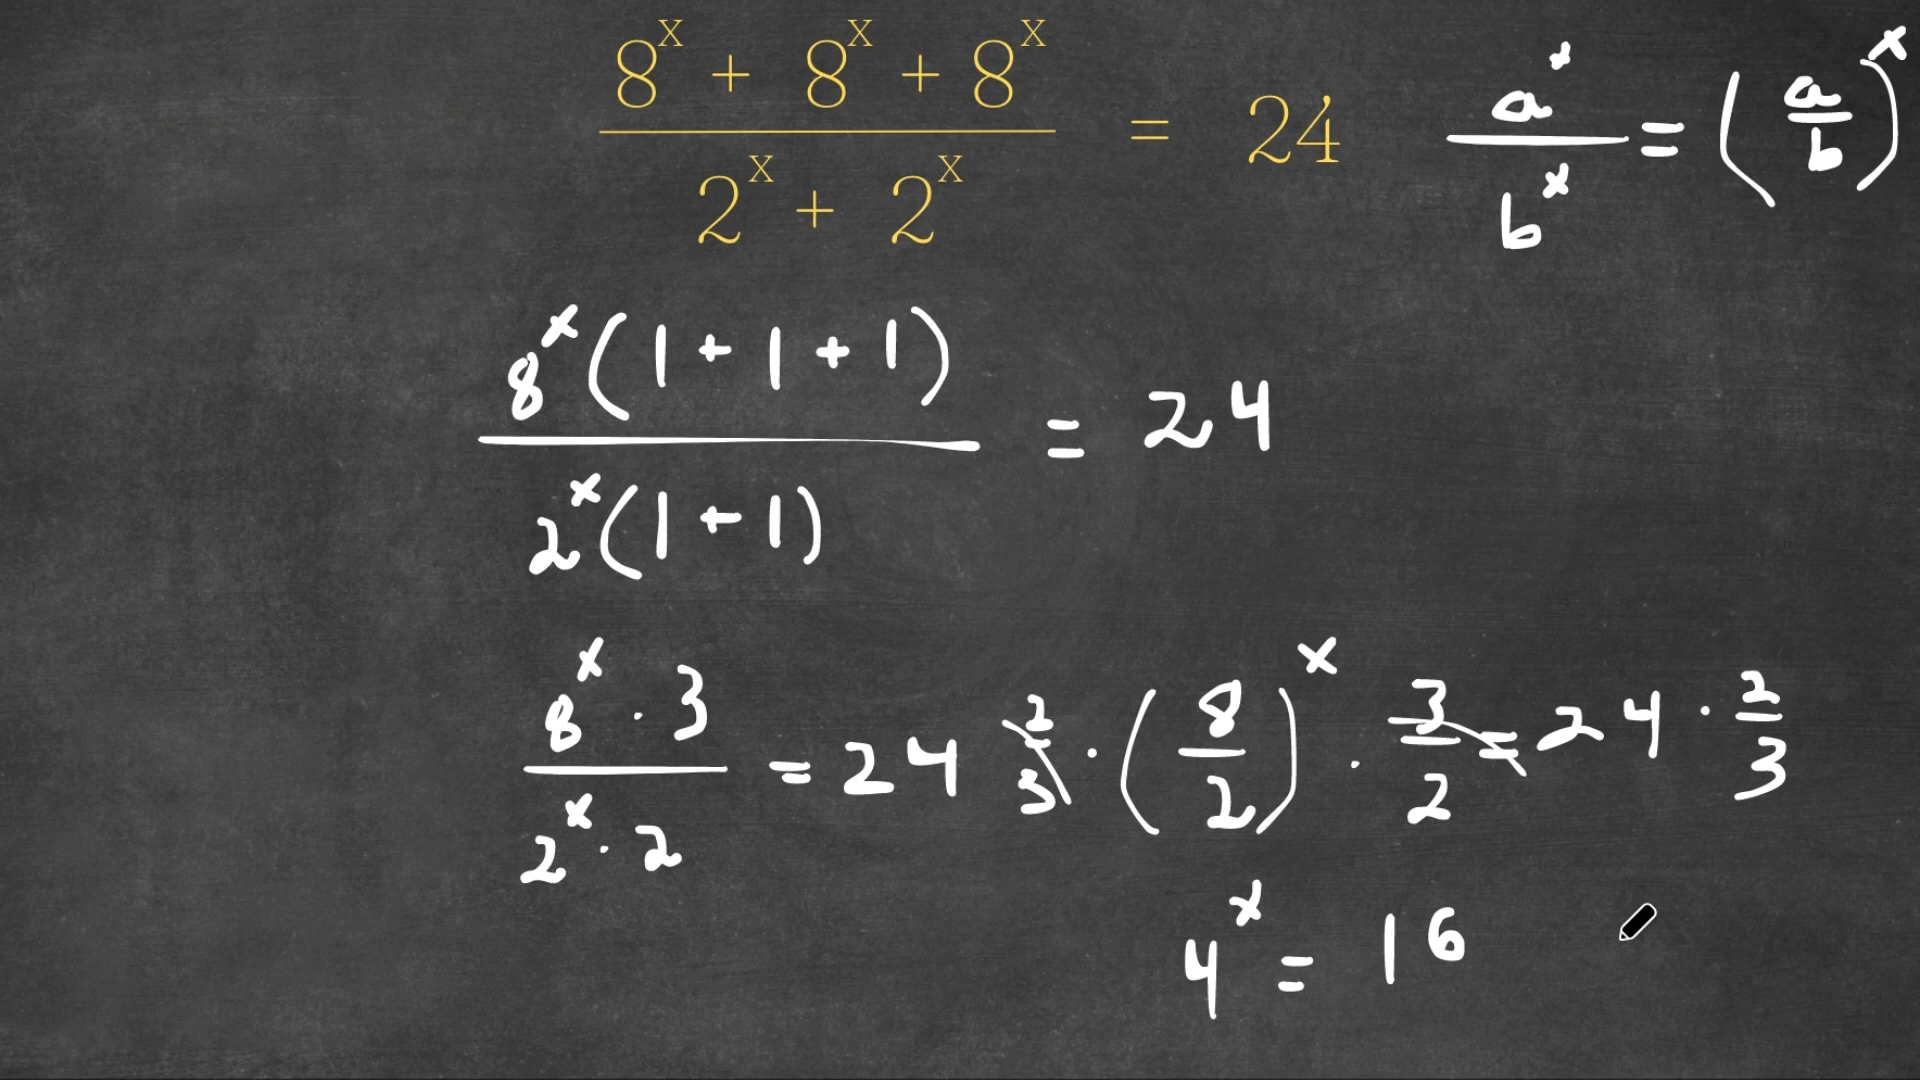 8^x + 8^x + 8^x / 2^x + 2^x = 24
a^x / b^x = (a/b)^x
8^x(1 + 1 + 1) / 2^x(1 + 1) = 24
8^x · 3 / 2^x · 2 = 24
2/3 · (8/2)^x · 3/2 = 24 · 2/3
4^x = 16